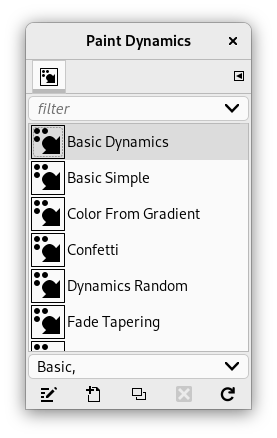 Paint Dynamics
filter
Basic Dynamics
Basic Simple
Color From Gradient
Confetti
Dynamics Random
Fade Tapering
Basic,